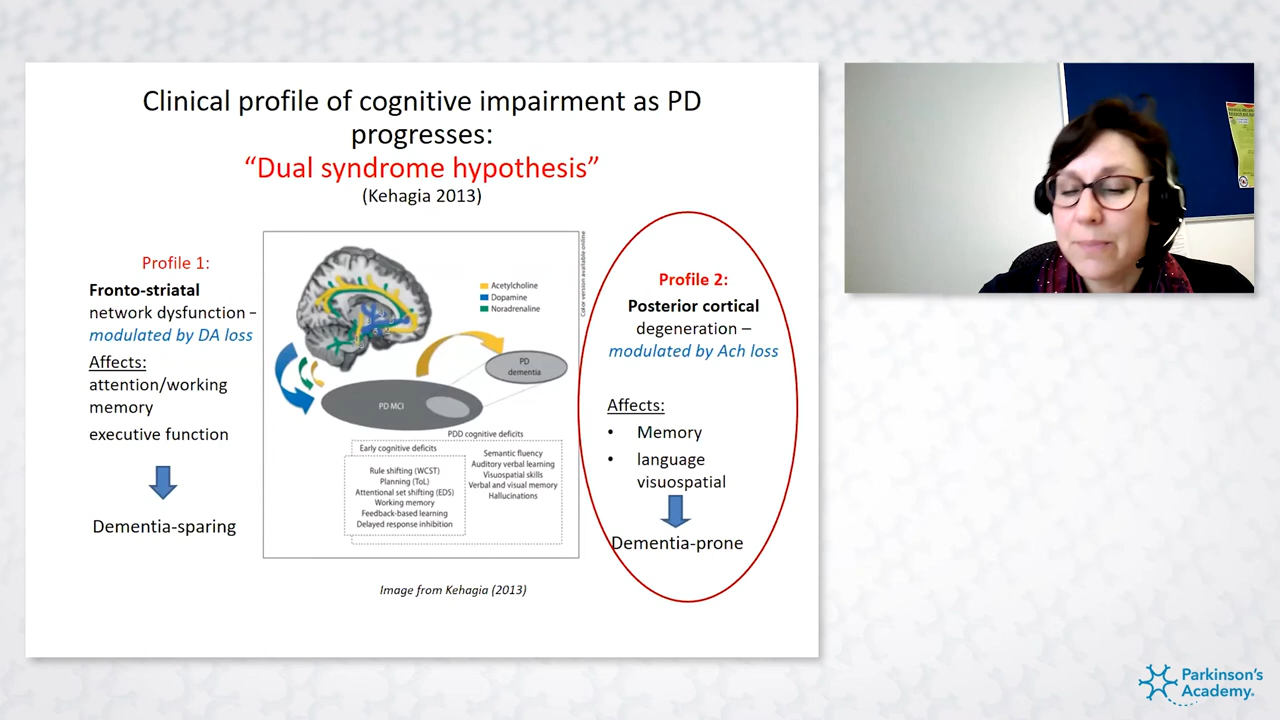 Clinical profile of cognitive impairment as PD
progresses:
“Dual syndrome hypothesis”
(Kehagia 2013)
Profile 1:
Fronto-striatal
network dysfunction –
modulated by DA loss
Affects:
attention/working
memory
executive function
Dementia-sparing
Acetylcholine
Dopamine
Noradrenaline
Color version available online
PD
dementia
PD MCI
PDD cognitive deficits
Early cognitive deficits
Rule shifting (WCST)
Planning (ToL)
Attentional set shifting (EDS)
Working memory
Feedback-based learning
Delayed response inhibition
Semantic fluency
Auditory verbal learning
Visuospatial skills
Verbal and visual memory
Hallucinations
Image from Kehagia (2013)
Profile 2:
Posterior cortical
degeneration –
modulated by Ach loss
Affects:
• Memory
• language
visuospatial
Dementia-prone
Parkinson's
Academy.